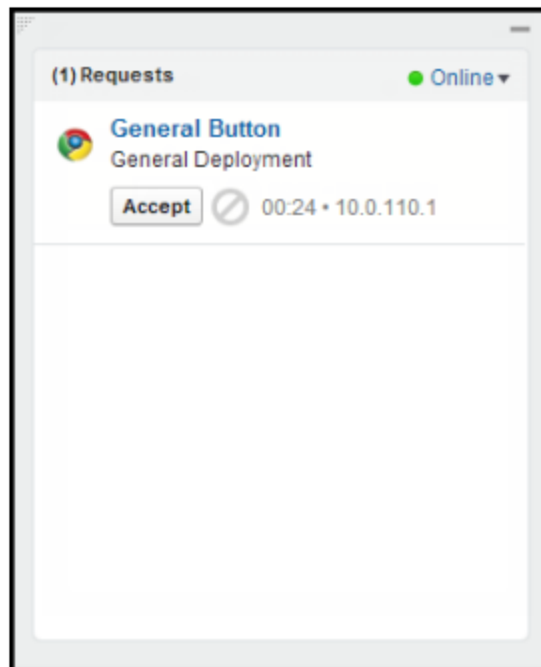 (1) Requests Online
General Button
General Deployment
Accept 00:24 • 10.0.110.1